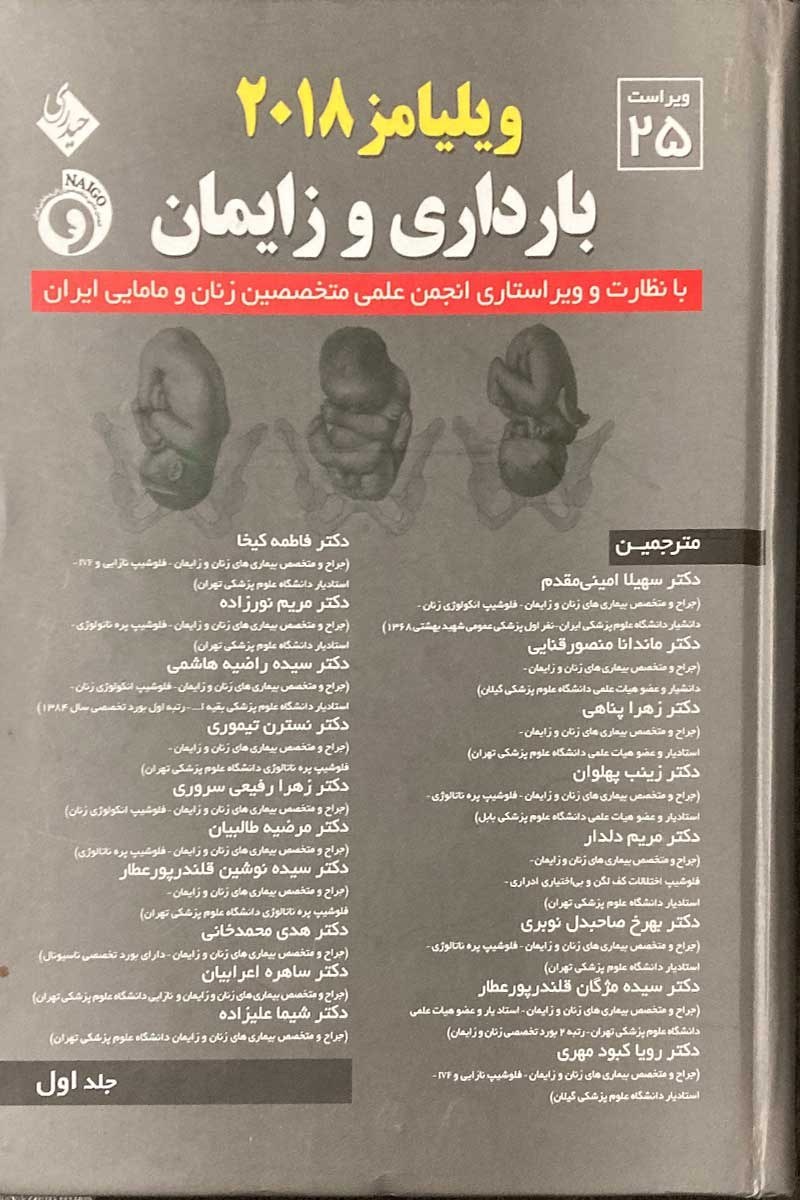 ویراست
۲۵
ویلیامز ۲۰۱۸
بارداری و زایمان
حیدری
NAIGO
با نظارت و ویراستاری انجمن علمی متخصصین زنان و مامایی ایران
مترجمیـن
دکتر سهیلا امینی‌مقدم
(جراح و متخصص بیماری های زنان و زایمان - فلوشیپ انکولوژی زنان -
دانشیار دانشگاه علوم پزشکی ایران - نفر اول پزشکی عمومی شهید بهشتی ۱۳۶۸)
دکتر ماندانا منصورقنایی
(جراح و متخصص بیماری های زنان و زایمان -
دانشیار و عضو هیات علمی دانشگاه علوم پزشکی گیلان)
دکتر زهرا پناهی
(جراح و متخصص بیماری های زنان و زایمان -
استادیار و عضو هیات علمی دانشگاه علوم پزشکی تهران)
دکتر زینب پهلوان
(جراح و متخصص بیماری های زنان و زایمان - فلوشیپ پره ناتالوژی -
استادیار و عضو هیات علمی دانشگاه علوم پزشکی بابل)
دکتر مریم دلدار
(جراح و متخصص بیماری های زنان و زایمان-
فلوشیپ اختلالات کف لگن و بی‌اختیاری ادراری -
استادیار دانشگاه علوم پزشکی تهران)
دکتر بهرخ صاحبدل نوبری
(جراح و متخصص بیماری های زنان و زایمان - فلوشیپ پره ناتالوژی-
استادیار دانشگاه علوم پزشکی تهران)
دکتر سیده مژگان قلندرپورعطار
(جراح و متخصص بیماری های زنان و زایمان - استاد یار و عضو هیات علمی
دانشگاه علوم پزشکی تهران - رتبه ۲ بورد تخصصی زنان و زایمان)
دکتر رویا کبود مهری
(جراح و متخصص بیماری های زنان و زایمان - فلوشیپ نازایی و IVF -
استادیار دانشگاه علوم پزشکی گیلان)
دکتر فاطمه کیخا
(جراح و متخصص بیماری های زنان و زایمان - فلوشیپ نازایی و IVF -
استادیار دانشگاه علوم پزشکی تهران)
دکتر مریم نورزاده
(جراح و متخصص بیماری های زنان و زایمان - فلوشیپ پره ناتولوژی -
استادیار دانشگاه علوم پزشکی تهران)
دکتر سیده راضیه هاشمی
(جراح و متخصص بیماری های زنان و زایمان- فلوشیپ انکولوژی زنان -
استادیار دانشگاه علوم پزشکی بقیه ا... - رتبه اول بورد تخصصی سال ۱۳۸۴)
دکتر نسترن تیموری
(جراح و متخصص بیماری های زنان و زایمان -
فلوشیپ پره ناتالوژی دانشگاه علوم پزشکی تهران)
دکتر زهرا رفیعی سروری
(جراح و متخصص بیماری های زنان و زایمان - فلوشیپ انکولوژی زنان)
دکتر مرضیه طالبیان
(جراح و متخصص بیماری های زنان و زایمان - فلوشیپ پره ناتالوژی)
دکتر سیده نوشین قلندرپورعطار
(جراح و متخصص بیماری های زنان و زایمان -
فلوشیپ پره ناتالوژی دانشگاه علوم پزشکی تهران)
دکتر هدی محمدخانی
(جراح و متخصص بیماری های زنان و زایمان - دارای بورد تخصصی ناسیونال)
دکتر ساهره اعرابیان
(جراح و متخصص بیماری های زنان و زایمان و نازایی دانشگاه علوم پزشکی تهران)
دکتر شیما علیزاده
(جراح و متخصص بیماری های زنان و زایمان دانشگاه علوم پزشکی تهران)
جلد اول